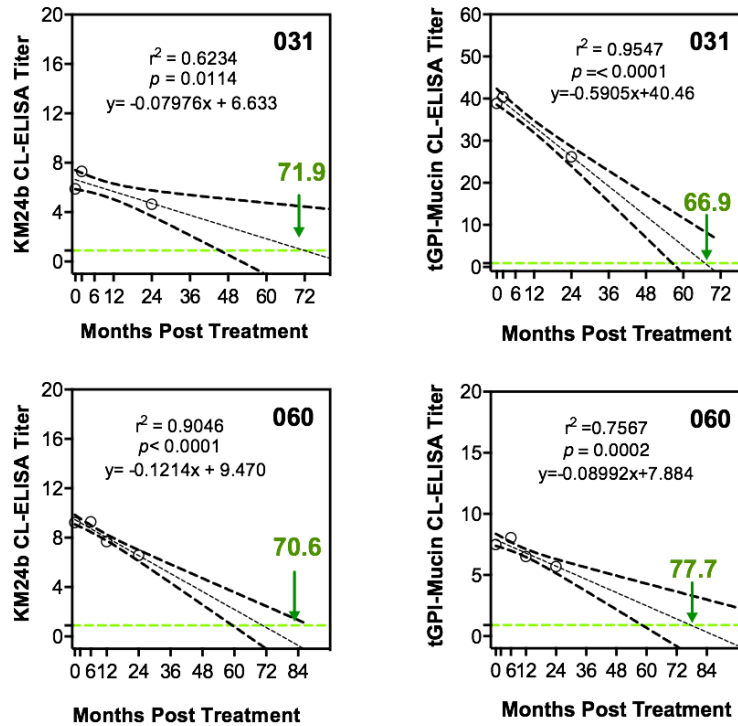 KM24b CL-ELISA Titer
20
16
12
8
4
0
031
r² = 0.6234
p = 0.0114
y= -0.07976x + 6.633
71.9
0 6 12 24 36 48 60 72
Months Post Treatment
tGPI-Mucin CL-ELISA Titer
60
50
40
30
20
10
0
031
r² = 0.9547
p =< 0.0001
y=-0.5905x+40.46
66.9
0 6 12 24 36 48 60 72
Months Post Treatment
KM24b CL-ELISA Titer
20
16
12
8
4
0
060
r² = 0.9046
p< 0.0001
y= -0.1214x + 9.470
70.6
0 612 24 36 48 60 72 84
Months Post Treatment
tGPI-Mucin CL-ELISA Titer
20
15
10
5
0
060
r² =0.7567
p = 0.0002
y=-0.08992x+7.884
77.7
0 612 24 36 48 60 72 84
Months Post Treatment